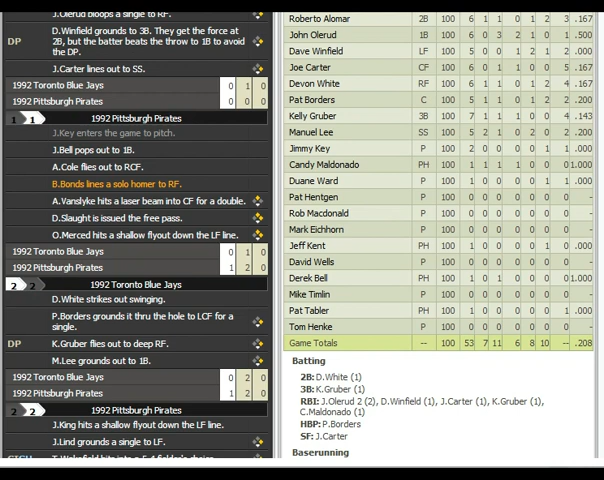 J.Olerud bloops a single to RF.
D.Winfield grounds to 3B. They get the force at
DP
2B, but the batter beats the throw to 1B to avoid
the DP.
J.Carter lines out to SS.
1992 Toronto Blue Jays 0 1 0
1992 Pittsburgh Pirates 0 0 0
1 1 1992 Pittsburgh Pirates
J.Key enters the game to pitch.
J.Bell pops out to 1B.
A.Cole flies out to RCF.
B.Bonds lines a solo homer to RF.
A.Vanslyke hits a laser beam into CF for a double.
D.Slaught is issued the free pass.
O.Merced hits a shallow flyout down the LF line.
1992 Toronto Blue Jays 0 1 0
1992 Pittsburgh Pirates 1 2 0
2 2 1992 Toronto Blue Jays
D.White strikes out swinging.
P.Borders grounds it thru the hole to LCF for a
single.
DP K.Gruber flies out to deep RF.
M.Lee grounds out to 1B.
1992 Toronto Blue Jays 0 2 0
1992 Pittsburgh Pirates 1 2 0
2 2 1992 Pittsburgh Pirates
J.King hits a shallow flyout down the LF line.
J.Lind grounds a single to LF.
Roberto Alomar 2B 100 6 1 1 0 1 2 3 .167
John Olerud 1B 100 6 0 3 2 1 0 1 .500
Dave Winfield LF 100 5 0 0 1 2 1 2 .000
Joe Carter CF 100 6 1 0 1 0 1 5 .000
Devon White RF 100 6 1 1 0 1 2 4 .167
Pat Borders C 100 5 1 1 0 1 2 2 .200
Kelly Gruber 3B 100 7 1 1 1 0 0 4 .143
Manuel Lee SS 100 5 2 1 0 2 0 2 .200
Jimmy Key P 100 2 0 0 0 0 1 1 .000
Candy Maldonado PH 100 1 1 1 1 0 0 0 1.000
Duane Ward P 100 1 0 0 0 0 1 1 .000
Pat Hentgen P 100 0 0 0 0 0 0 0 -
Rob Macdonald P 100 0 0 0 0 0 0 0 -
Mark Eichhorn P 100 0 0 0 0 0 0 0 -
Jeff Kent PH 100 1 0 0 1 0 0 0 .000
David Wells P 100 0 0 0 0 0 0 0 -
Derek Bell PH 100 1 0 1 0 0 0 0 1.000
Mike Timlin P 100 0 0 0 0 0 0 0 -
Pat Tabler PH 100 1 0 0 0 0 0 1 .000
Tom Henke P 100 0 0 0 0 0 0 0 -
Game Totals -- 100 53 7 11 6 8 10 -- .208
Batting
2B: D.White (1)
3B: K.Gruber (1)
RBI: J.Olerud 2 (2), D.Winfield (1), J.Carter (1), K.Gruber (1),
C.Maldonado (1)
HBP: P.Borders
SF: J.Carter
Baserunning